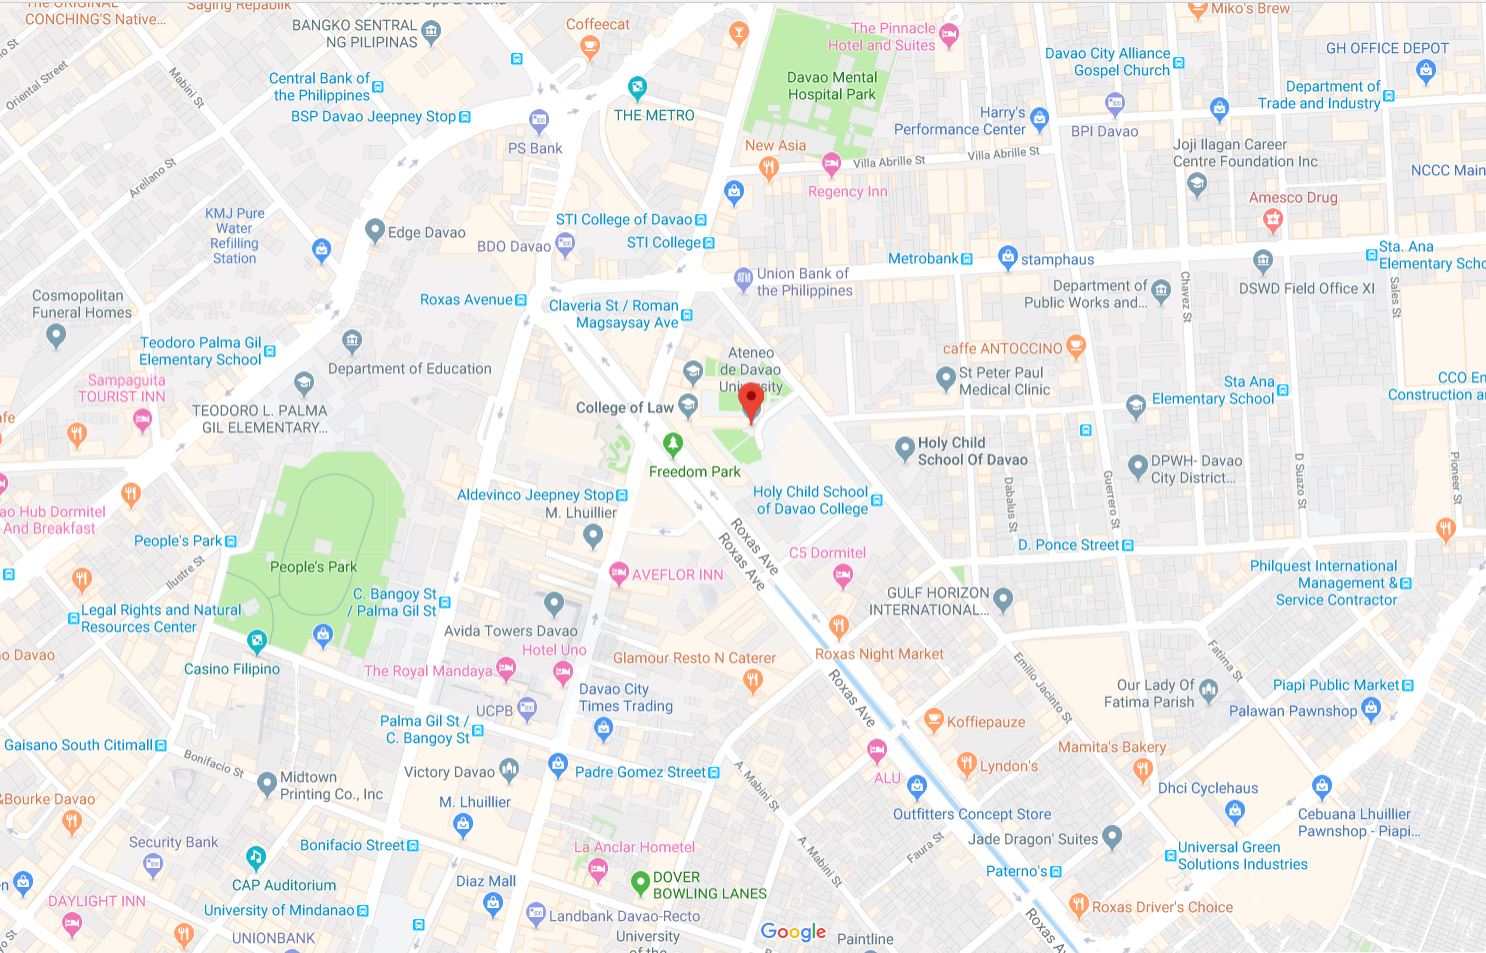 The ORIGINAL
CONCHING'S Native...
Saging Republik
BANGKO SENTRAL
NG PILIPINAS
Coffeecat
The Pinnacle
Hotel and Suites
Miko's Brew
Davao City Alliance
Gospel Church
GH OFFICE DEPOT
Oriental Street
Mabini St
Central Bank of
the Philippines
Davao Mental
Hospital Park
Department of
Trade and Industry
BSP Davao Jeepney Stop
THE METRO
Harry's
Performance Center
BPI Davao
PS Bank
New Asia
Villa Abrille St
Villa Abrille St
Joji Ilagan Career
Centre Foundation Inc
NCCC Main
Arellano St
Regency Inn
Amesco Drug
KMJ Pure
Water
Refilling
Station
Edge Davao
STI College of Davao
STI College
BDO Davao
Metrobank
stamphaus
Sta. Ana
Elementary Scho
Union Bank of
the Philippines
Department of
Public Works and...
DSWD Field Office XI
Chavez St
Sales St
Cosmopolitan
Funeral Homes
Roxas Avenue
Claveria St / Roman
Magsaysay Ave
Teodoro Palma Gil
Elementary School
Department of Education
Ateneo
de Davao
University
caffe ANTOCCINO
St Peter Paul
Medical Clinic
Sta Ana
Elementary School
CCO En
Construction a
Sampaguita
TOURIST INN
TEODORO L. PALMA
GIL ELEMENTARY...
College of Law
afe
Freedom Park
Holy Child
School Of Davao
DPWH- Davao
City District...
Dabalus St
Guerrero St
D Suazo St
Pioneer St
Aldevinco Jeepney Stop
M. Lhuillier
Holy Child School
of Davao College
ao Hub Dormitel
And Breakfast
People's Park
Ilustre St
People's Park
Roxas Ave
Roxas Ave
C5 Dormitel
D. Ponce Street
AVEFLOR INN
GULF HORIZON
INTERNATIONAL...
Philquest International
Management &
Service Contractor
C. Bangoy St
/ Palma Gil St
Legal Rights and Natural
Resources Center
Avida Towers Davao
Hotel Uno
Casino Filipino
The Royal Mandaya
Glamour Resto N Caterer
Roxas Night Market
Emilio Jacinto St
Fatima St
o Davao
UCPB
Davao City
Times Trading
Roxas Ave
Our Lady Of
Fatima Parish
Piapi Public Market
Palawan Pawnshop
Palma Gil St /
C. Bangoy St
Koffiepauze
Gaisano South Citimall
Bonifacio St
Midtown
Printing Co., Inc
Victory Davao
Padre Gomez Street
A. Mabini St
ALU
Lyndon's
Mamita's Bakery
Dhci Cyclehaus
&Bourke Davao
M. Lhuillier
Outfitters Concept Store
Cebuana Lhuillier
Pawnshop - Piapi...
Security Bank
Bonifacio Street
La Anclar Hometel
A. Mabini St
Faura St
Jade Dragon' Suites
Universal Green
Solutions Industries
CAP Auditorium
Diaz Mall
DOVER
BOWLING LANES
Paterno's
DAYLIGHT INN
University of Mindanao
Landbank Davao-Recto
Roxas Driver's Choice
Roxas Av
UNIONBANK
University
of the
Google
Paintline